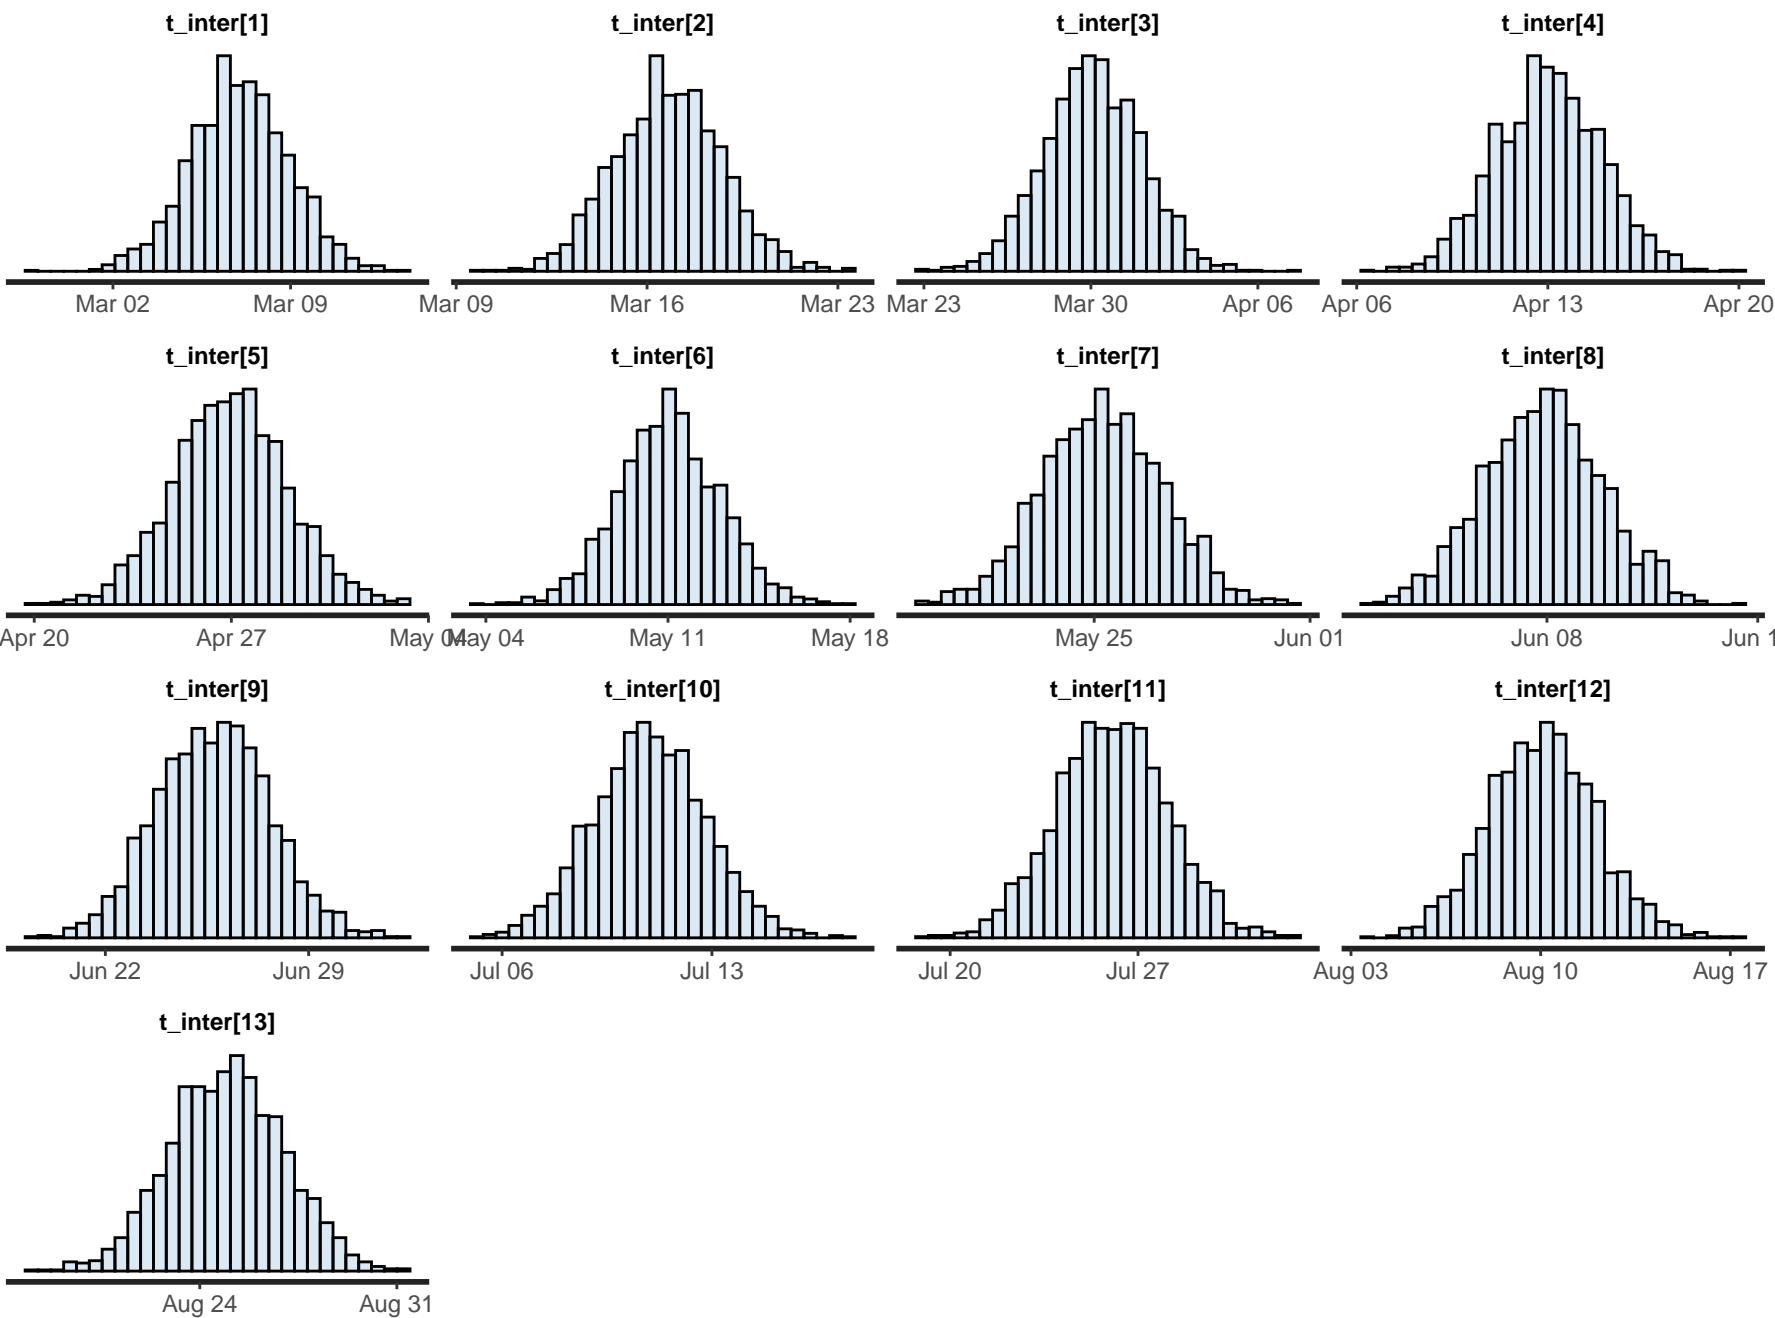 t_inter[1] t_inter[2] t_inter[3] t_inter[4]
Mar 02 Mar 09 Mar 09 Mar 16 Mar 23 Mar 23 Mar 30 Apr 06 Apr 06 Apr 13 Apr 20
t_inter[5] t_inter[6] t_inter[7] t_inter[8]
Apr 20 Apr 27 May 04 May 04 May 11 May 18 May 25 Jun 01 Jun 08 Jun 1
t_inter[9] t_inter[10] t_inter[11] t_inter[12]
Jun 22 Jun 29 Jul 06 Jul 13 Jul 20 Jul 27 Aug 03 Aug 10 Aug 17
t_inter[13]
Aug 24 Aug 31